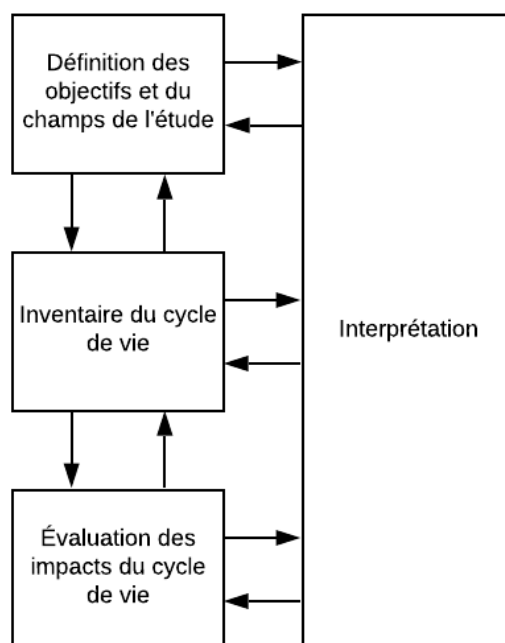 Définition des
objectifs et du
champs de l'étude
Inventaire du cycle
de vie
Interprétation
Évaluation des
impacts du cycle
de vie